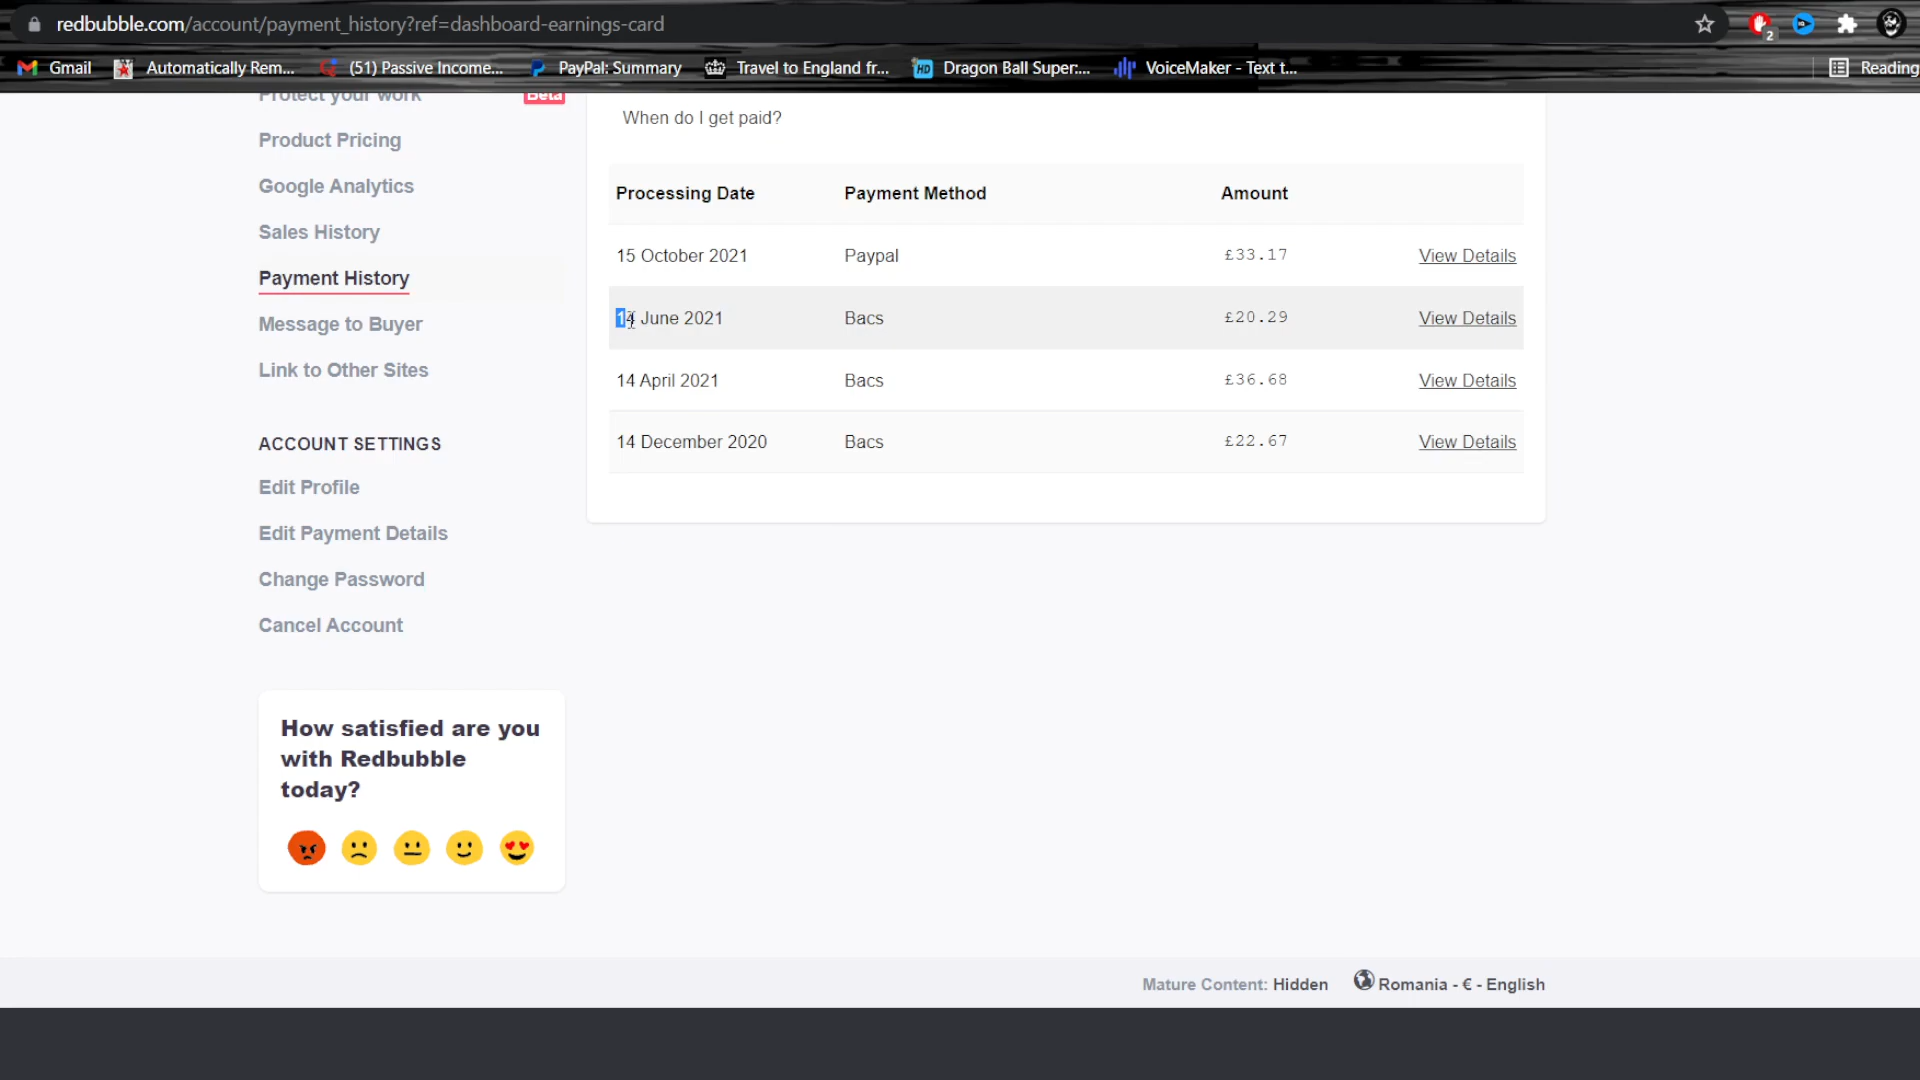 redbubble.com/account/payment_history?ref=dashboard-earnings-card
2
Gmail Automatically Rem... (51) Passive Income... PayPal: Summary Travel to England fr... Dragon Ball Super:... VoiceMaker - Text t... Reading
Protect your work Beta
Product Pricing
Google Analytics
Sales History
Payment History
Message to Buyer
Link to Other Sites
ACCOUNT SETTINGS
Edit Profile
Edit Payment Details
Change Password
Cancel Account
How satisfied are you
with Redbubble
today?
When do I get paid?
Processing Date Payment Method Amount
15 October 2021 Paypal £33.17 View Details
14 June 2021 Bacs £20.29 View Details
14 April 2021 Bacs £36.68 View Details
14 December 2020 Bacs £22.67 View Details
Mature Content: Hidden Romania - € - English